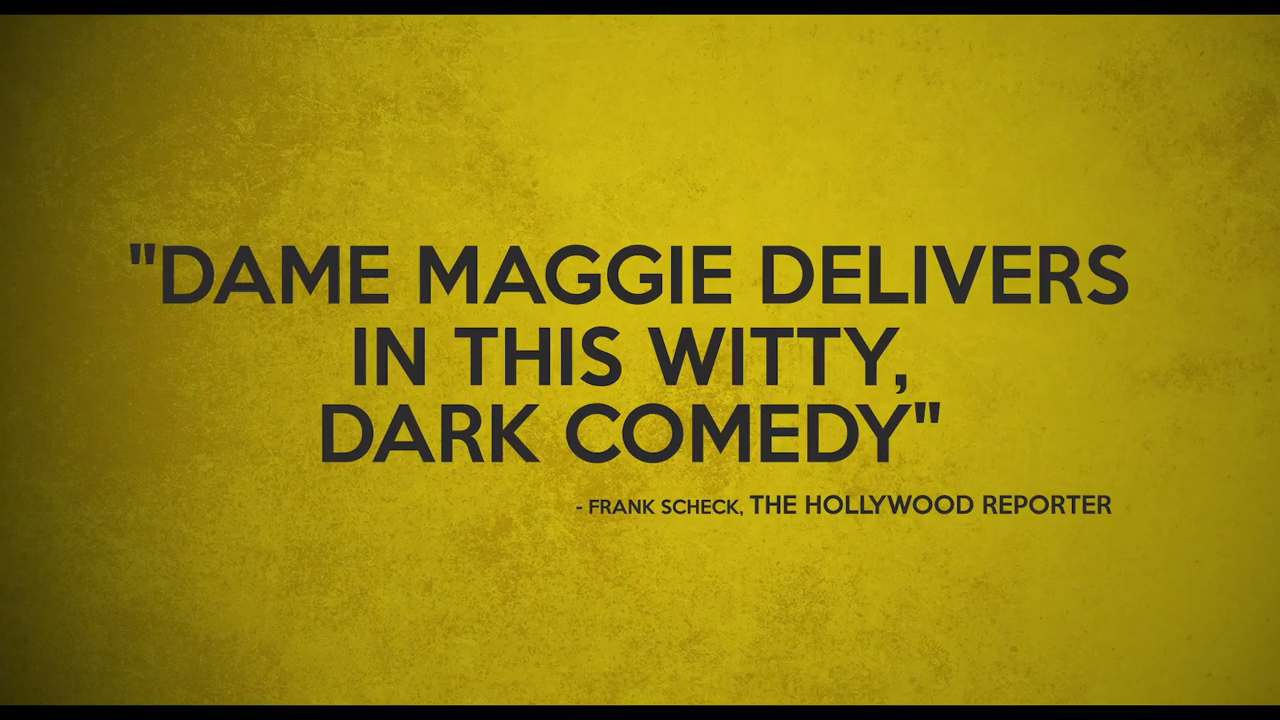 "DAME MAGGIE DELIVERS
IN THIS WITTY,
DARK COMEDY"
- FRANK SCHECK, THE HOLLYWOOD REPORTER